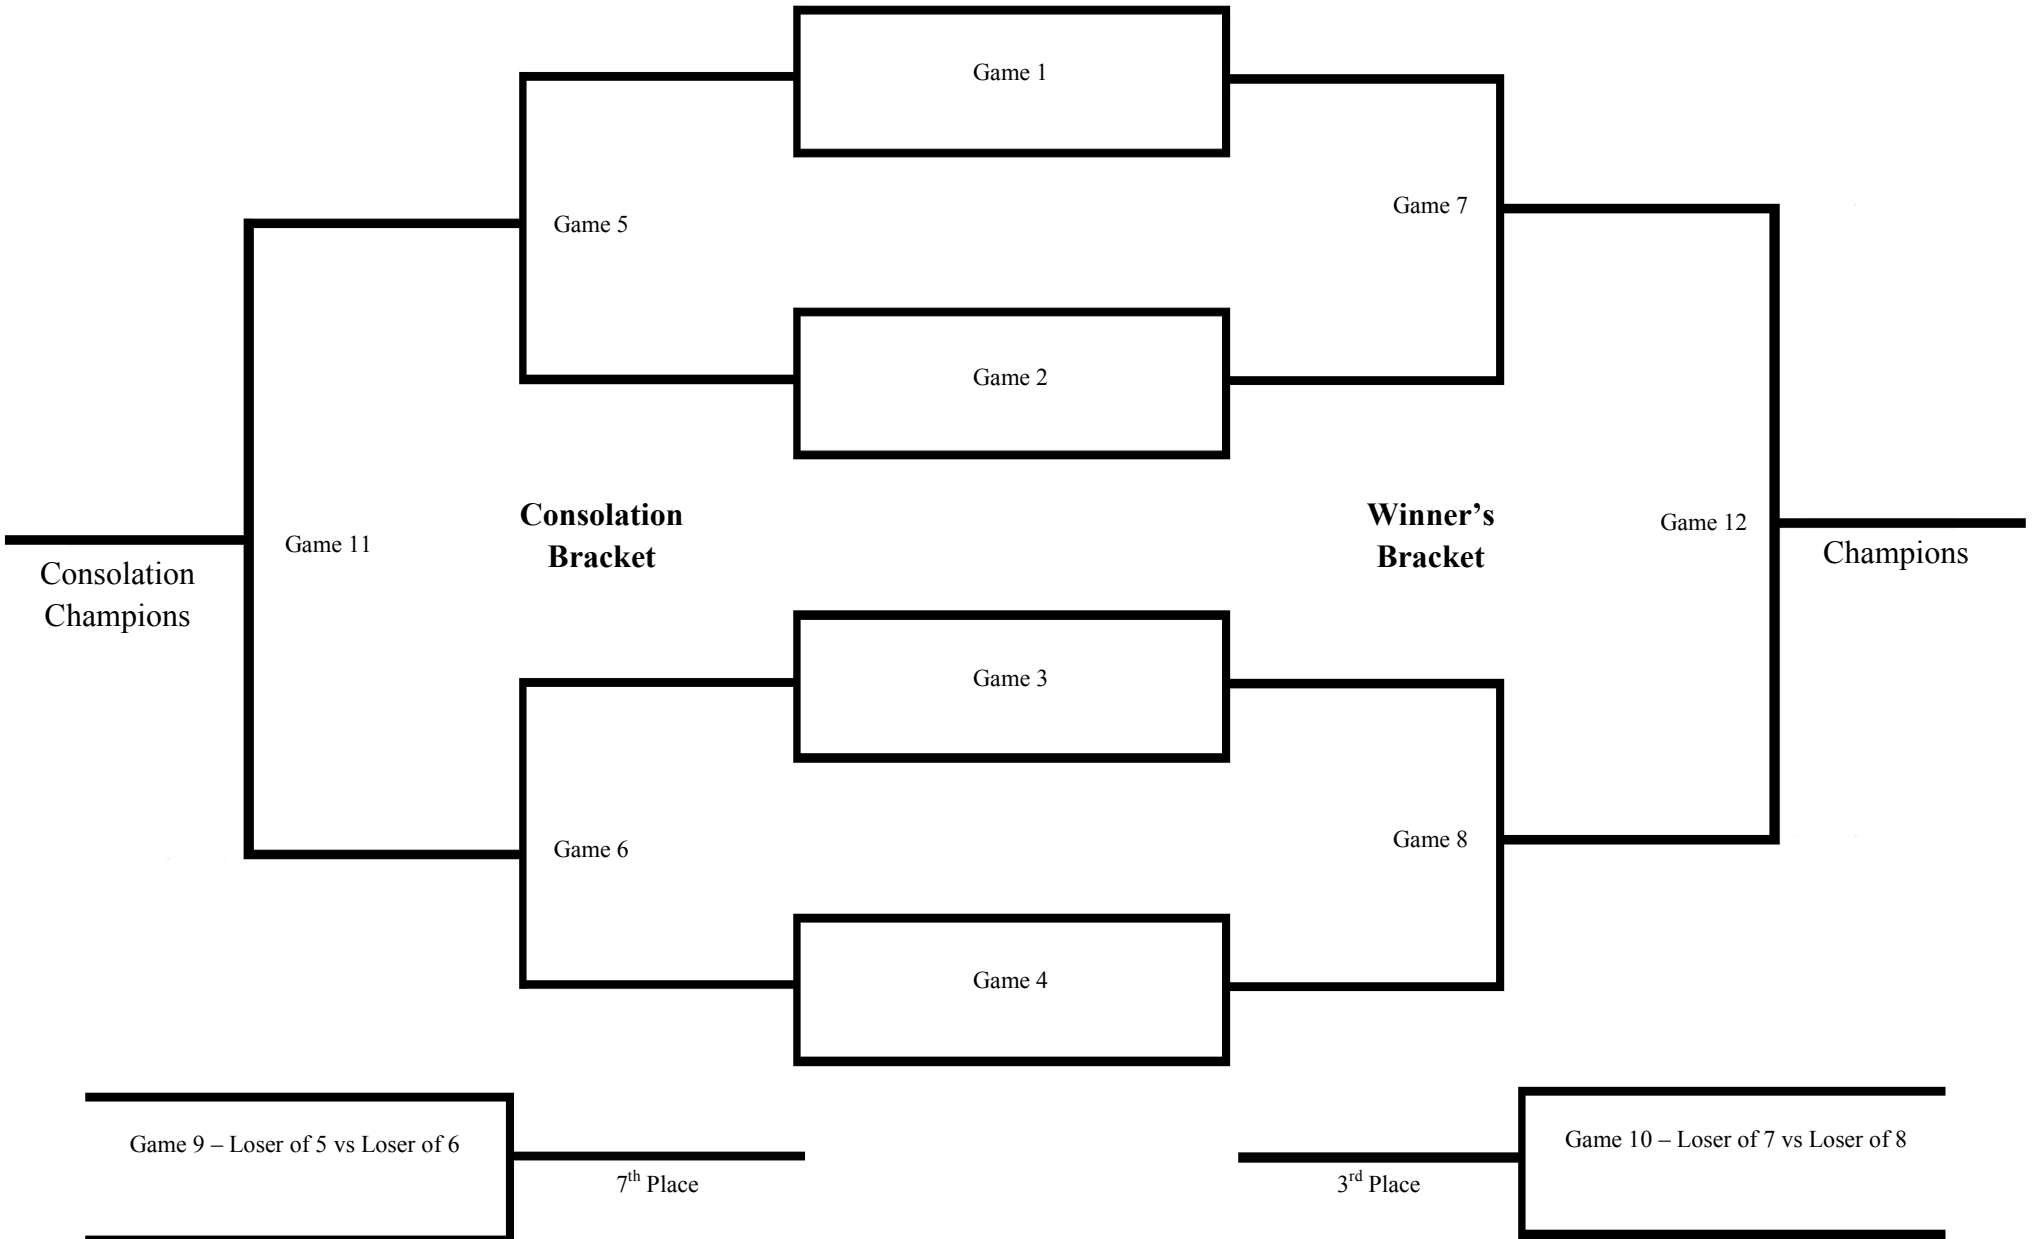 Game 1
Game 5
Game 7
Game 2
Consolation
Bracket
Winner’s
Bracket
Game 11
Game 12
Consolation
Champions
Champions
Game 3
Game 6
Game 8
Game 4
Game 9 – Loser of 5 vs Loser of 6
7th Place
Game 10 – Loser of 7 vs Loser of 8
3rd Place